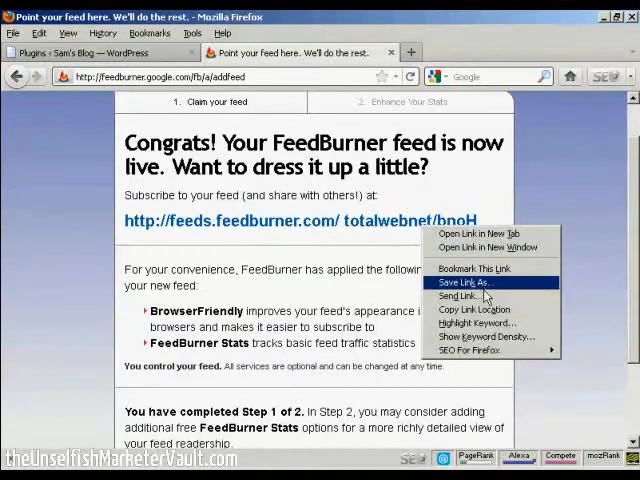 Point your feed here. We'll do the rest. - Mozilla Firefox
File Edit View History Bookmarks Tools Help
Plugins ‹ Sam's Blog — WordPress
Point your feed here. We'll do the rest.
http://feedburner.google.com/fb/a/addfeed
Google
1. Claim your feed
2. Enhance Your Stats
Congrats! Your FeedBurner feed is now
live. Want to dress it up a little?
Subscribe to your feed (and share with others!) at:
http://feeds.feedburner.com/ totalwebnet/bnoH
Open Link in New Tab
Open Link in New Window
Bookmark This Link
Save Link As...
Send Link...
Copy Link Location
Highlight Keyword...
Show Keyword Density...
SEO For Firefox
For your convenience, FeedBurner has applied the following
your new feed:
BrowserFriendly improves your feed's appearance i
browsers and makes it easier to subscribe to
FeedBurner Stats tracks basic feed traffic statistics
You control your feed. All services are optional and can be changed at any time.
You have completed Step 1 of 2. In Step 2, you may consider adding
additional free FeedBurner Stats options for a more richly detailed view of
your feed readership.
theUnselfishMarketerVault.com
PageRank
Alexa
Compete
mozRank